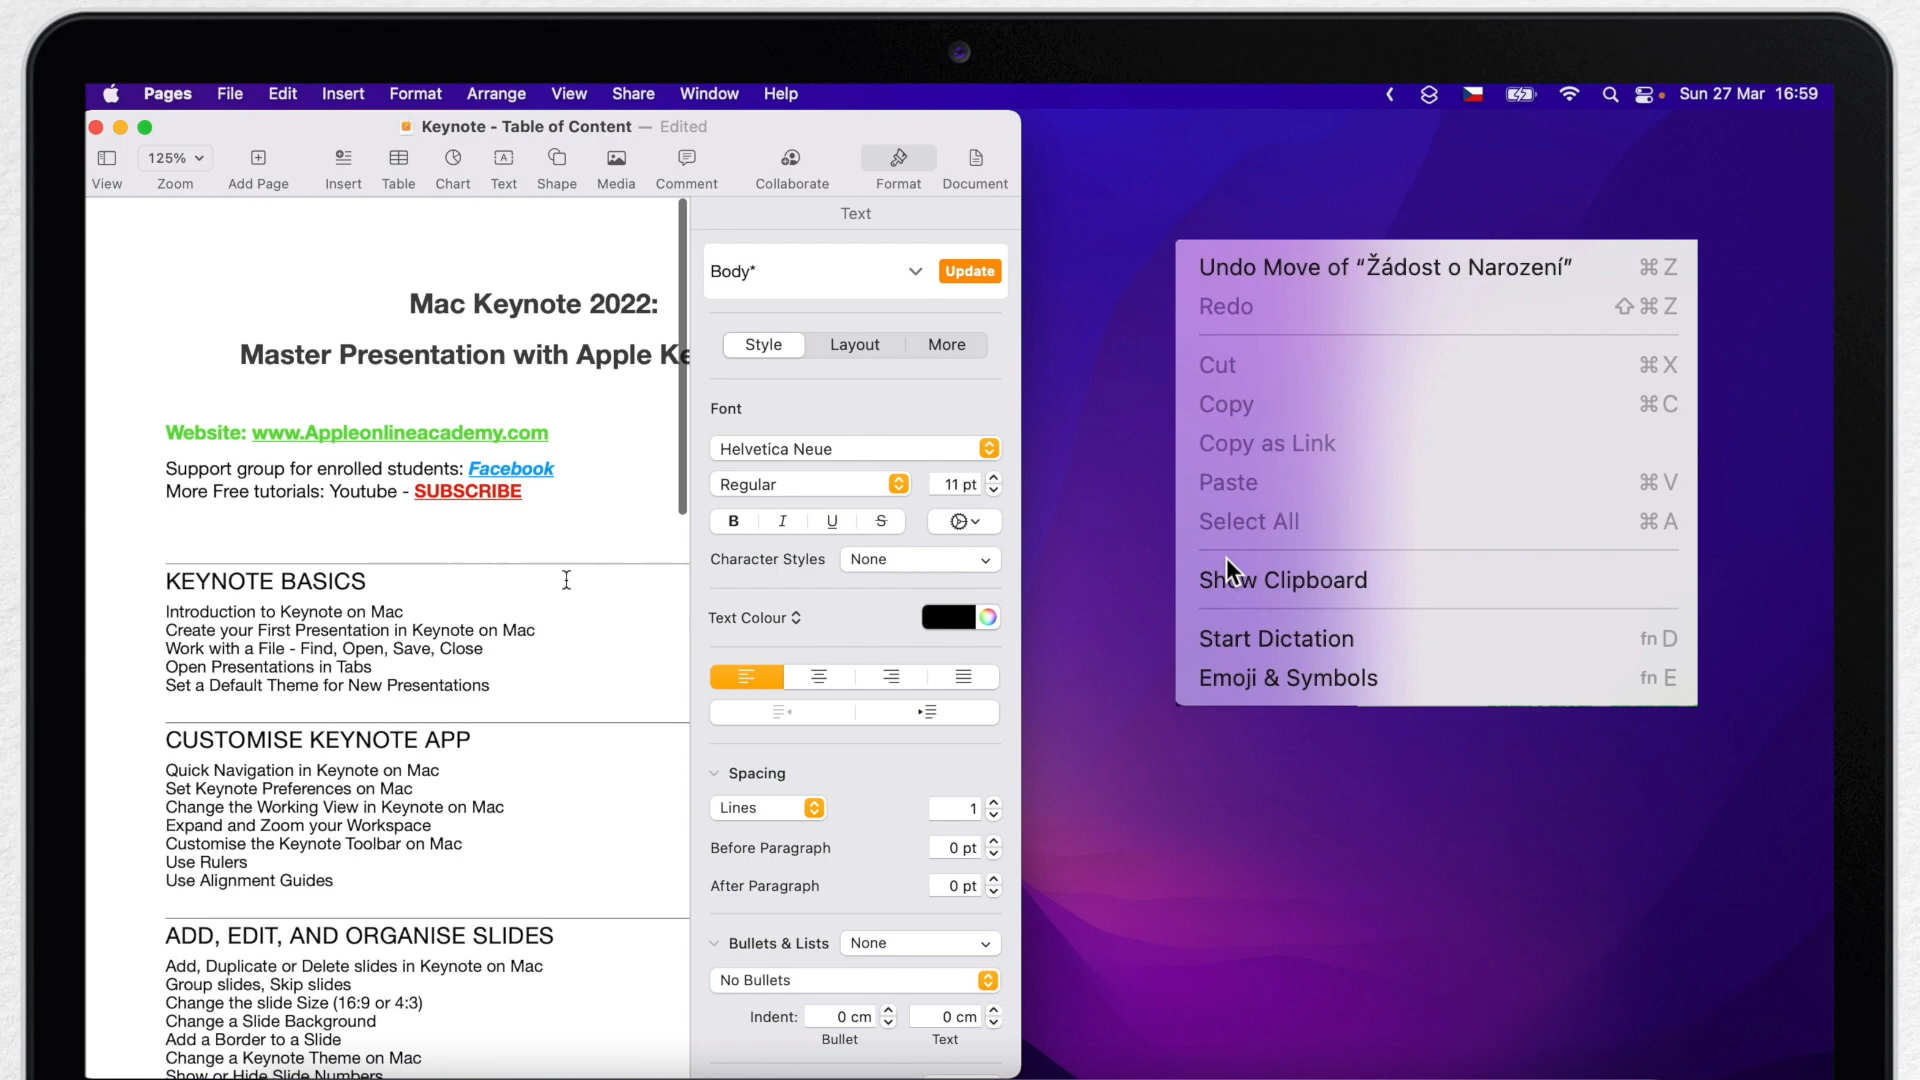 Pages File Edit Insert Format Arrange View Share Window Help
Sun 27 Mar 16:59
Keynote - Table of Content — Edited
125%
View Zoom Add Page Insert Table Chart Text Shape Media Comment Collaborate Format Document
Mac Keynote 2022:
Master Presentation with Apple Ke
Website: www.Appleonlineacademy.com
Support group for enrolled students: Facebook
More Free tutorials: Youtube - SUBSCRIBE
KEYNOTE BASICS
Introduction to Keynote on Mac
Create your First Presentation in Keynote on Mac
Work with a File - Find, Open, Save, Close
Open Presentations in Tabs
Set a Default Theme for New Presentations
CUSTOMISE KEYNOTE APP
Quick Navigation in Keynote on Mac
Set Keynote Preferences on Mac
Change the Working View in Keynote on Mac
Expand and Zoom your Workspace
Customise the Keynote Toolbar on Mac
Use Rulers
Use Alignment Guides
ADD, EDIT, AND ORGANISE SLIDES
Add, Duplicate or Delete slides in Keynote on Mac
Group slides, Skip slides
Change the slide Size (16:9 or 4:3)
Change a Slide Background
Add a Border to a Slide
Change a Keynote Theme on Mac
Show or Hide Slide Numbers
Text
Body*
Update
Style Layout More
Font
Helvetica Neue
Regular 11 pt
B I U S
Character Styles None
Text Colour
Spacing
Lines 1
Before Paragraph 0 pt
After Paragraph 0 pt
Bullets & Lists None
No Bullets
Indent: 0 cm 0 cm
Bullet Text
Undo Move of “Žádost o Narození” ⌘ Z
Redo ⇧ ⌘ Z
Cut ⌘ X
Copy ⌘ C
Copy as Link
Paste ⌘ V
Select All ⌘ A
Show Clipboard
Start Dictation fn D
Emoji & Symbols fn E